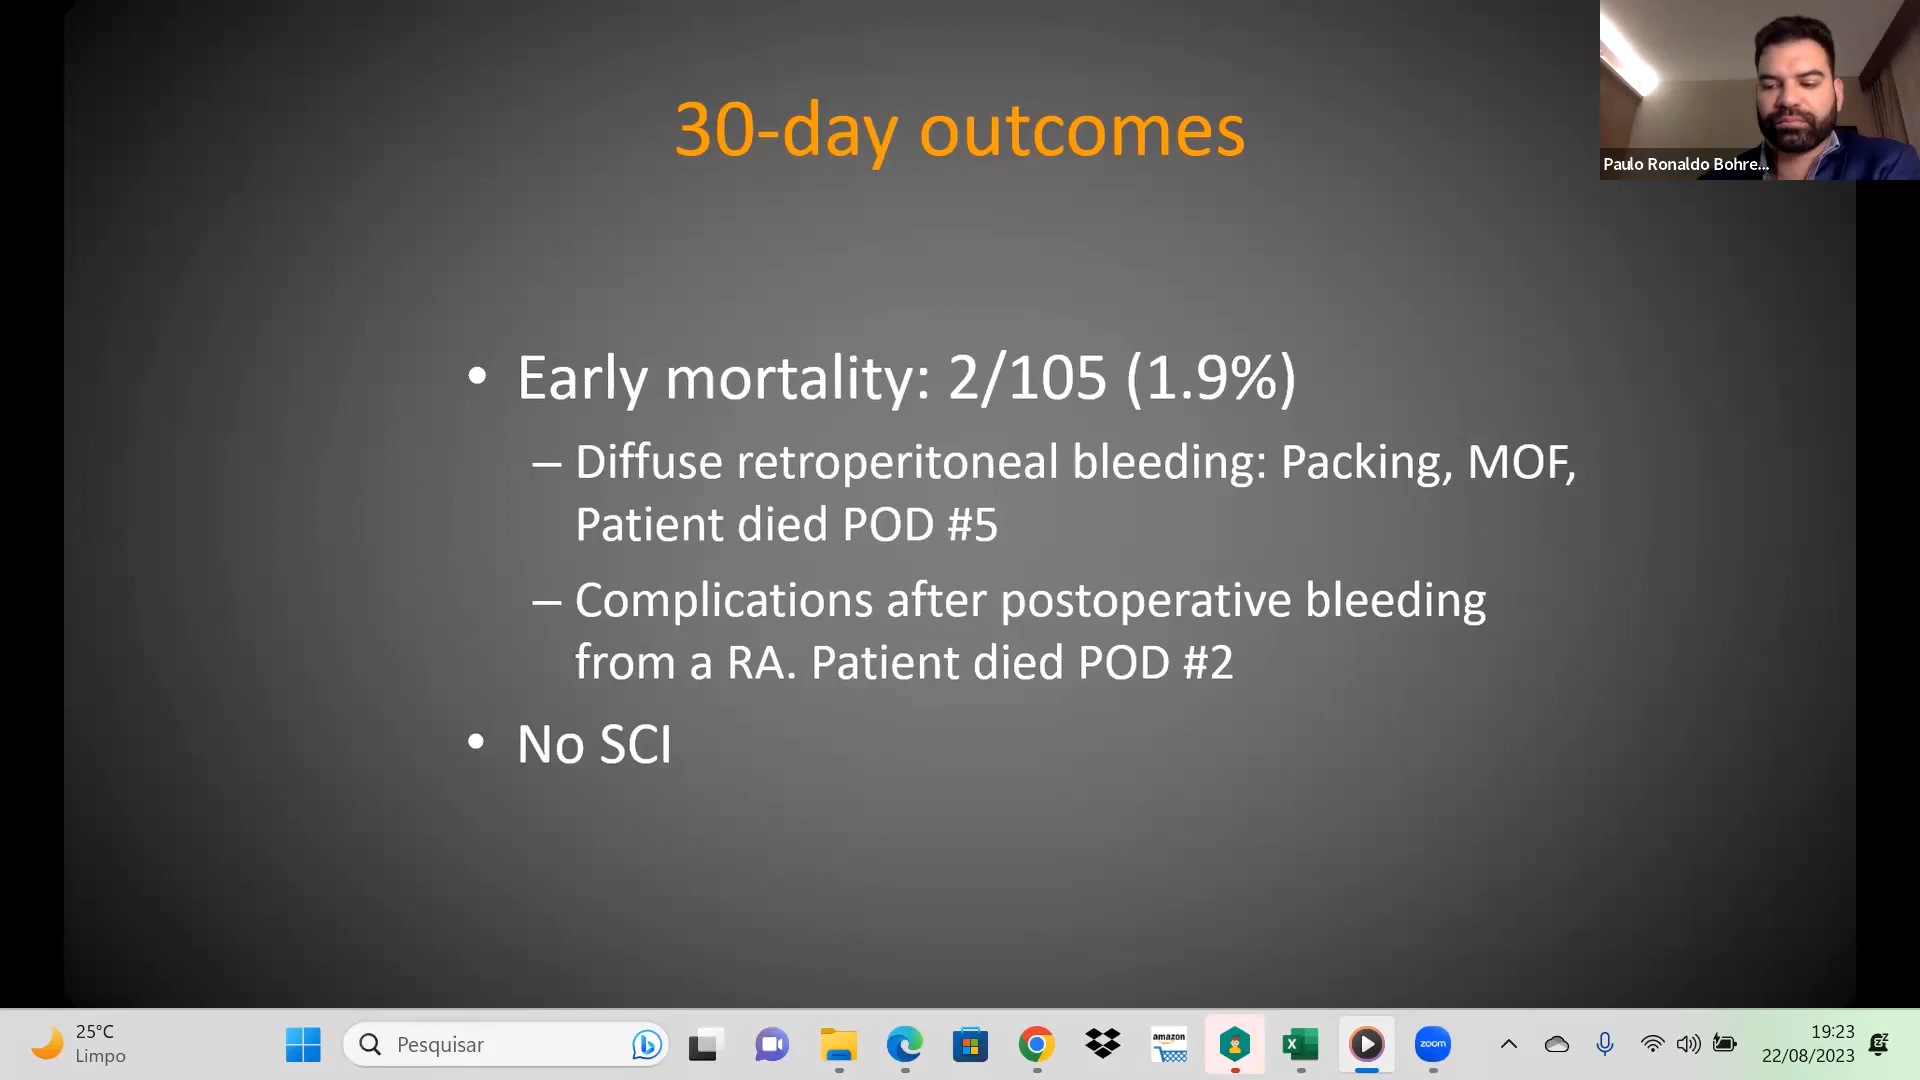 30-day outcomes
Paulo Ronaldo Bohre...
• Early mortality: 2/105 (1.9%)
– Diffuse retroperitoneal bleeding: Packing, MOF,
Patient died POD #5
– Complications after postoperative bleeding
from a RA. Patient died POD #2
• No SCI
25°C
Limpo
Pesquisar
amazon
zoom
19:23
22/08/2023